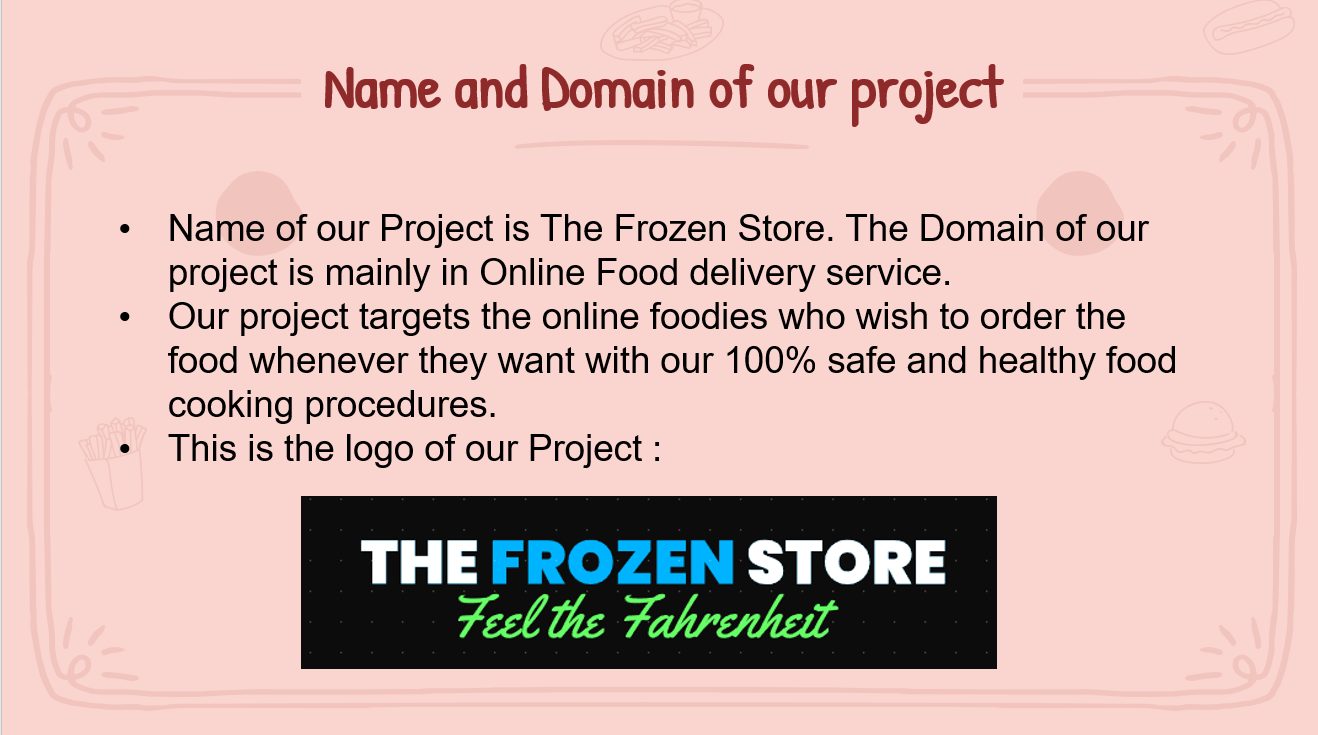 Name and Domain of our project
• Name of our Project is The Frozen Store. The Domain of our
project is mainly in Online Food delivery service.
• Our project targets the online foodies who wish to order the
food whenever they want with our 100% safe and healthy food
cooking procedures.
• This is the logo of our Project :
THE FROZEN STORE
Feel the Fahrenheit